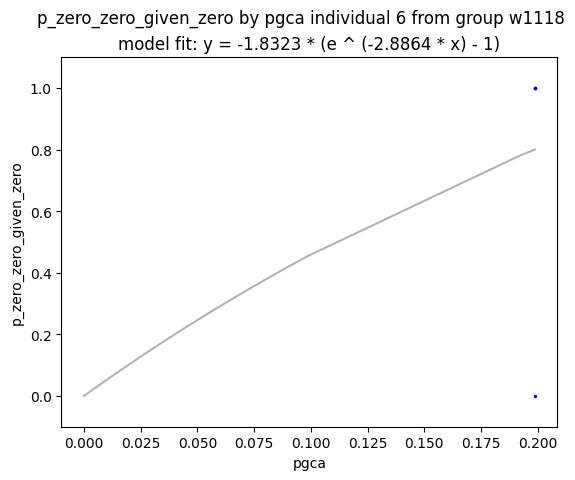 p_zero_zero_given_zero by pgca individual 6 from group w1118
model fit: y = -1.8323 * (e ^ (-2.8864 * x) - 1)
1.0
0.8
0.6
0.4
0.2
0.0
p_zero_zero_given_zero
0.000 0.025 0.050 0.075 0.100 0.125 0.150 0.175 0.200
pgca